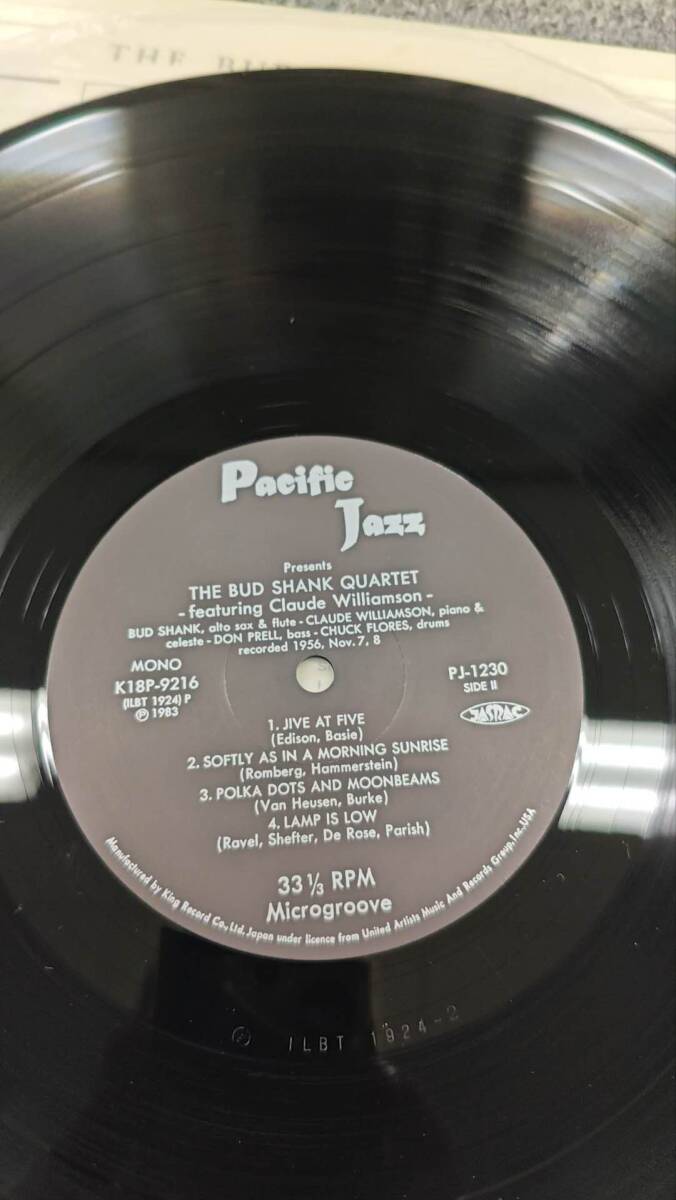 THE BUD
Pacific
Jazz
Presents
THE BUD SHANK QUARTET
-featuring Claude Williamson-
BUD SHANK, alto sax & flute - CLAUDE WILLIAMSON, piano &
celeste - DON PRELL, bass - CHUCK FLORES, drums
recorded 1956, Nov. 7, 8
MONO
K18P-9216
(ILBT 1924) P
Ⓟ 1983
PJ-1230
SIDE II
JASRAC
1. JIVE AT FIVE
(Edison, Basie)
2. SOFTLY AS IN A MORNING SUNRISE
(Romberg, Hammerstein)
3. POLKA DOTS AND MOONBEAMS
(Van Heusen, Burke)
4. LAMP IS LOW
(Ravel, Shefter, De Rose, Parish)
33 1/3 RPM
Microgroove
Manufactured by King Record Co., Ltd, Japan under licence from United Artists Music And Records Group, Inc, USA
ILBT 1924-2